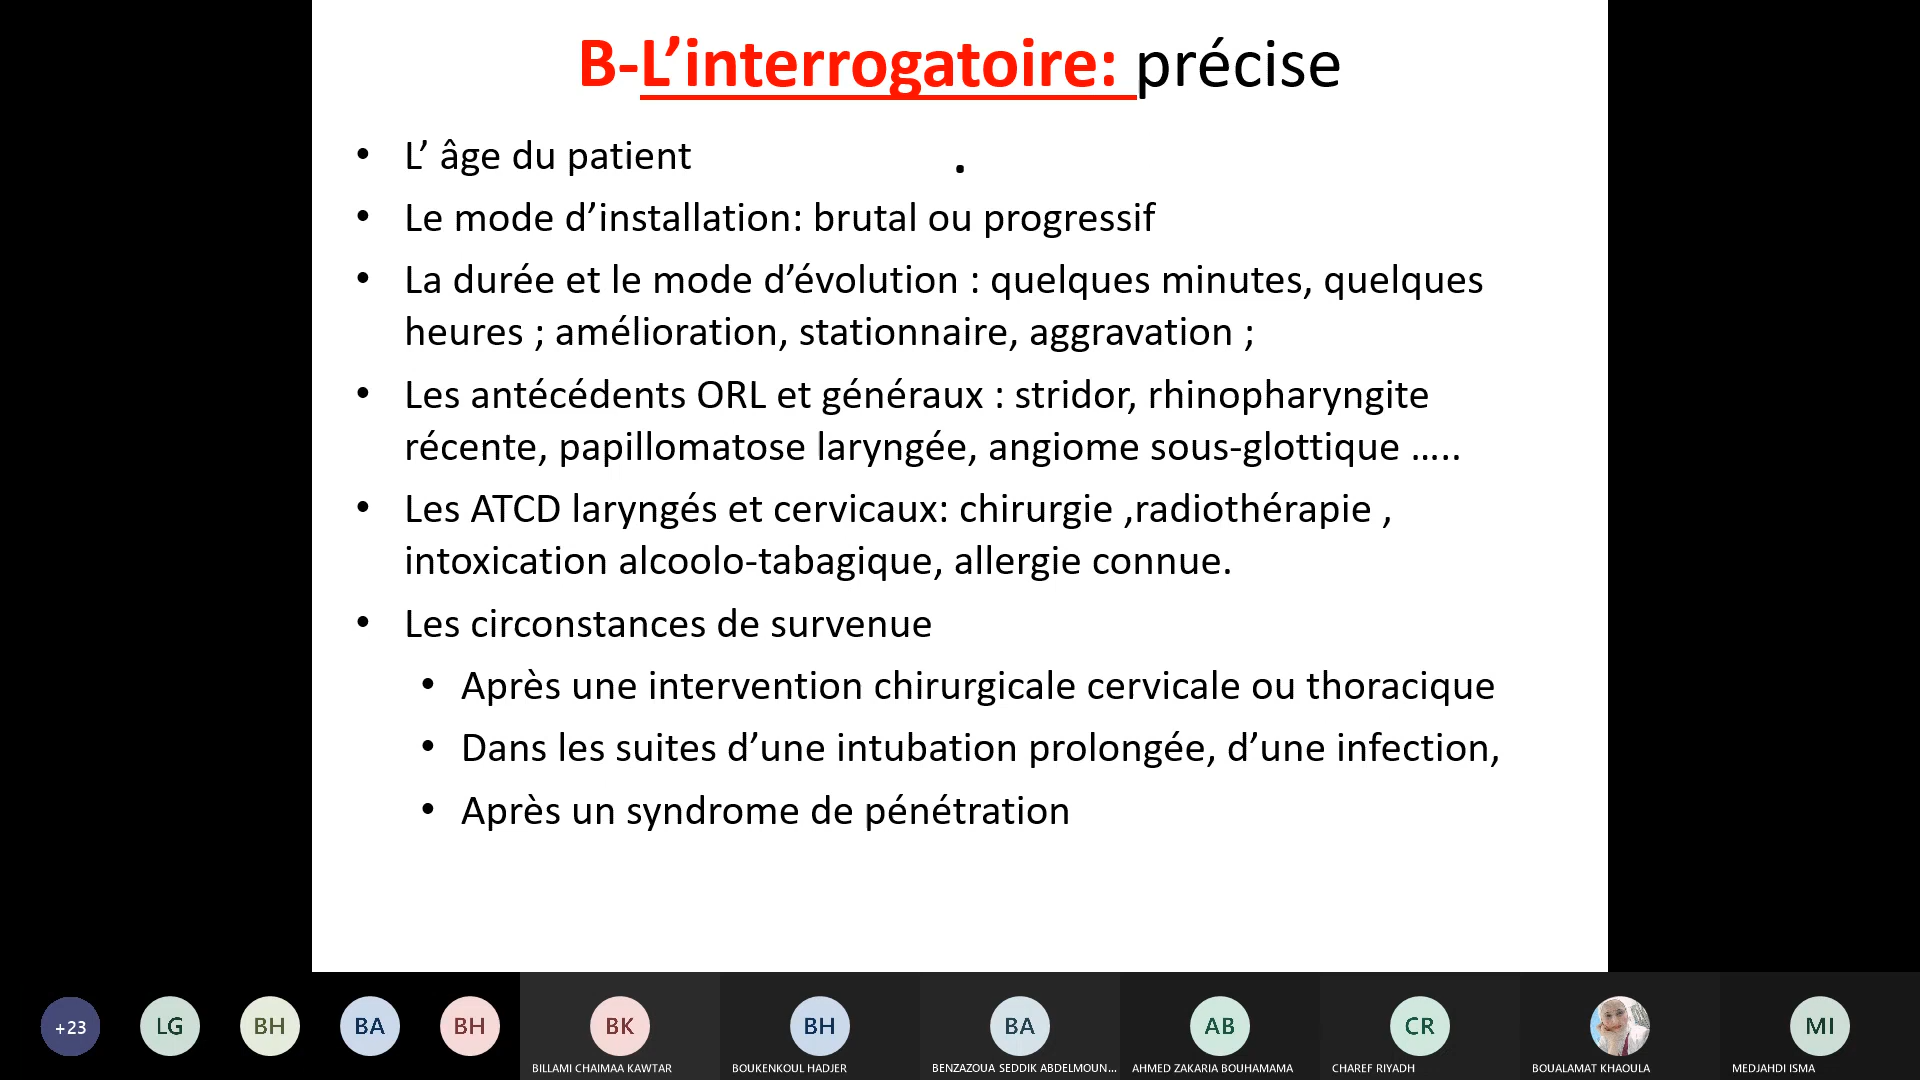 B-L’interrogatoire: précise
.
• L’ âge du patient
• Le mode d’installation: brutal ou progressif
• La durée et le mode d’évolution : quelques minutes, quelques
heures ; amélioration, stationnaire, aggravation ;
• Les antécédents ORL et généraux : stridor, rhinopharyngite
récente, papillomatose laryngée, angiome sous-glottique …..
• Les ATCD laryngés et cervicaux: chirurgie ,radiothérapie ,
intoxication alcoolo-tabagique, allergie connue.
• Les circonstances de survenue
• Après une intervention chirurgicale cervicale ou thoracique
• Dans les suites d’une intubation prolongée, d’une infection,
• Après un syndrome de pénétration
+23 LG BH BA BH BK BH BA AB CR MI
BILLAMI CHAIMAA KAWTAR BOUKENKOUL HADJER BENZAZOUA SEDDIK ABDELMOUN... AHMED ZAKARIA BOUHAMAMA CHAREF RIYADH BOUALAMAT KHAOULA MEDJAHDI ISMA